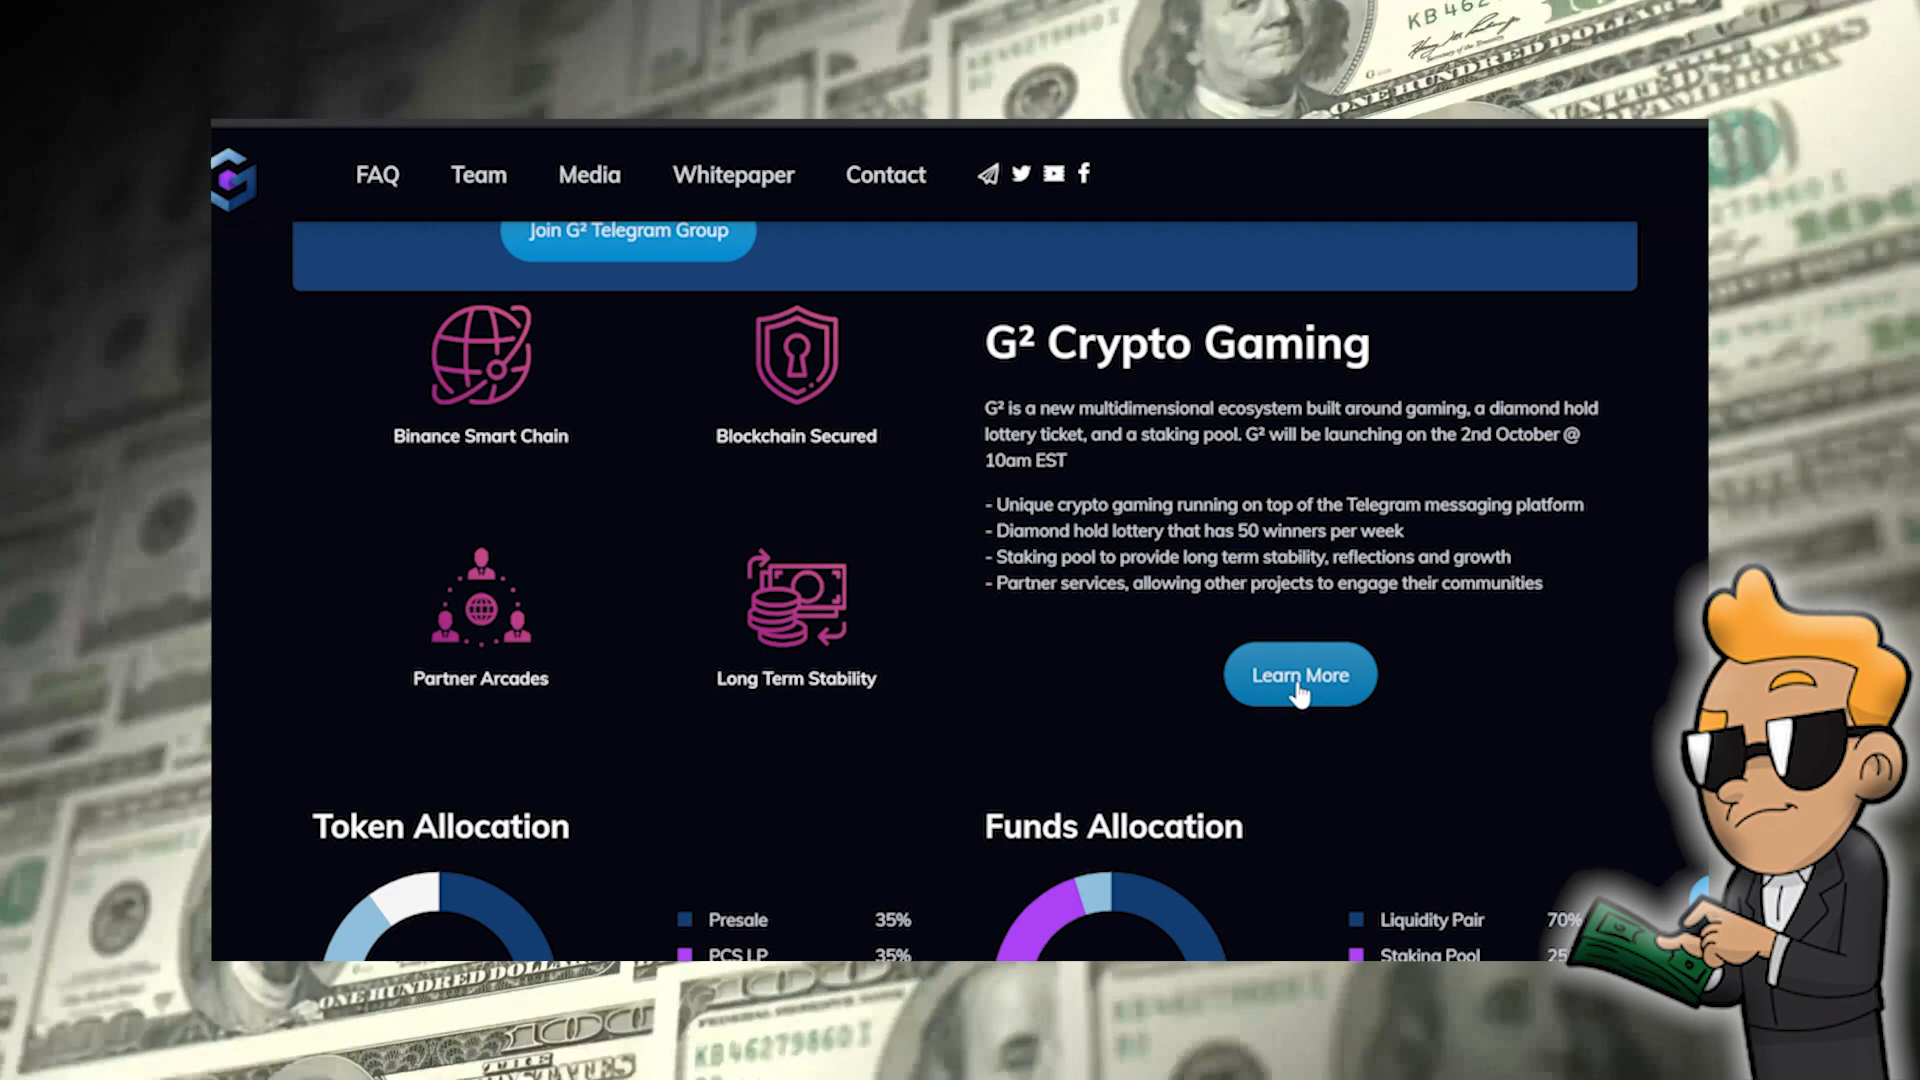 KB462
ONE HUNDRED DOLLARS
FAQ Team Media Whitepaper Contact
Join G² Telegram Group
Binance Smart Chain
Blockchain Secured
G² Crypto Gaming
G² is a new multidimensional ecosystem built around gaming, a diamond hold
lottery ticket, and a staking pool. G² will be launching on the 2nd October @
10am EST
- Unique crypto gaming running on top of the Telegram messaging platform
- Diamond hold lottery that has 50 winners per week
- Staking pool to provide long term stability, reflections and growth
- Partner services, allowing other projects to engage their communities
Partner Arcades
Long Term Stability
Learn More
Token Allocation
Funds Allocation
Presale 35%
Liquidity Pair 70%
PCS LP 35%
Staking Pool 25
ONE HUNDRED DOLL
KB46279860I